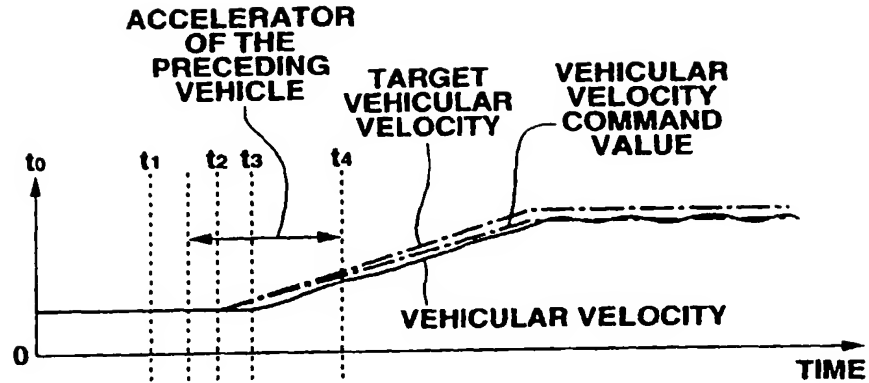 ACCELERATOR
OF THE
PRECEDING
VEHICLE
TARGET
VEHICULAR
VELOCITY
VEHICULAR
VELOCITY
COMMAND
VALUE
t0 t1 t2 t3 t4
VEHICULAR VELOCITY
0
TIME